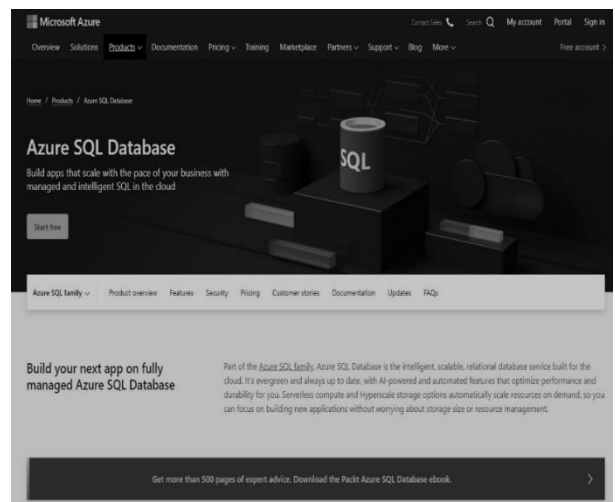 Microsoft Azure
Contact Sales Search My account Portal Sign in
Overview Solutions Products Documentation Pricing Training Marketplace Partners Support Blog More Free account >
Home / Products / Azure SQL Database
Azure SQL Database
Build apps that scale with the pace of your business with
managed and intelligent SQL in the cloud
SQL
Start free
Azure SQL family Product overview Features Security Pricing Customer stories Documentation Updates FAQs
Build your next app on fully
managed Azure SQL Database
Part of the Azure SQL family, Azure SQL Database is the intelligent, scalable, relational database service built for the
cloud. It's evergreen and always up to date, with AI-powered and automated features that optimize performance and
durability for you. Serverless compute and Hyperscale storage options automatically scale resources on demand, so you
can focus on building new applications without worrying about storage size or resource management.
Get more than 500 pages of expert advice. Download the Packt Azure SQL Database ebook. >